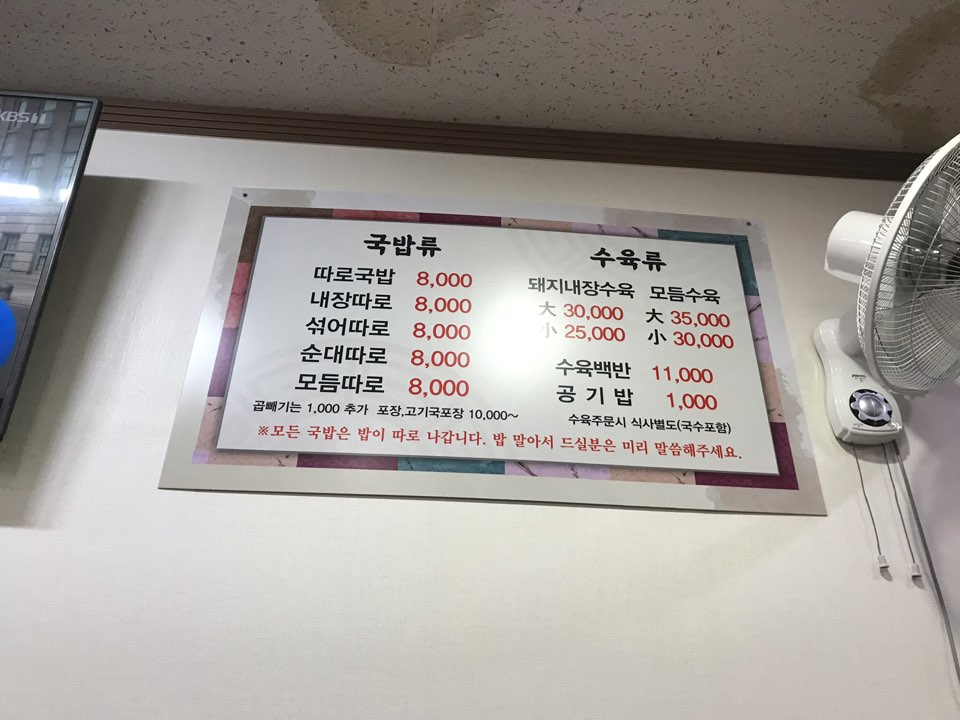 KBS
국밥류
따로국밥 8,000
내장따로 8,000
섞어따로 8,000
순대따로 8,000
모듬따로 8,000
곱빼기는 1,000 추가 포장,고기국포장 10,000~
수육류
돼지내장수육 모듬수육
大 30,000 大 35,000
小 25,000 小 30,000
수육백반 11,000
공기밥 1,000
수육주문시 식사별도(국수포함)
※모든 국밥은 밥이 따로 나갑니다. 밥 말아서 드실분은 미리 말씀해주세요.